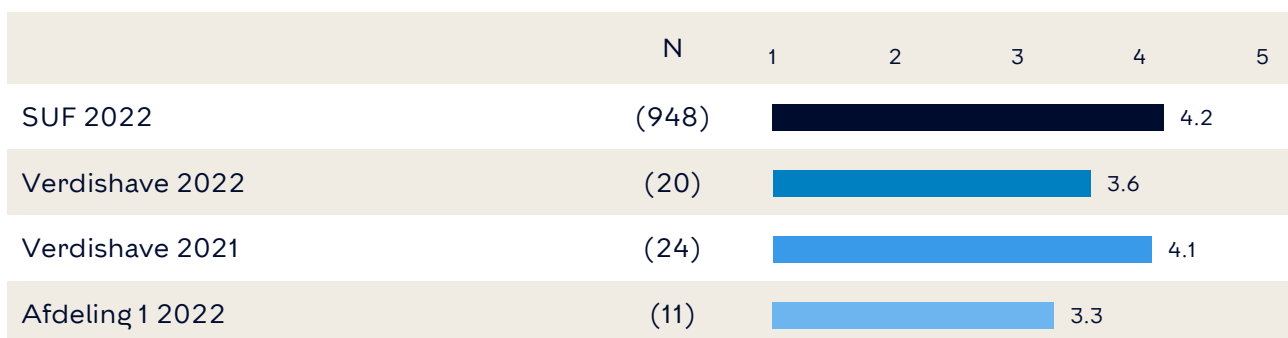 N 1 2 3 4 5
SUF 2022 (948) 4.2
Verdishave 2022 (20) 3.6
Verdishave 2021 (24) 4.1
Afdeling 1 2022 (11) 3.3